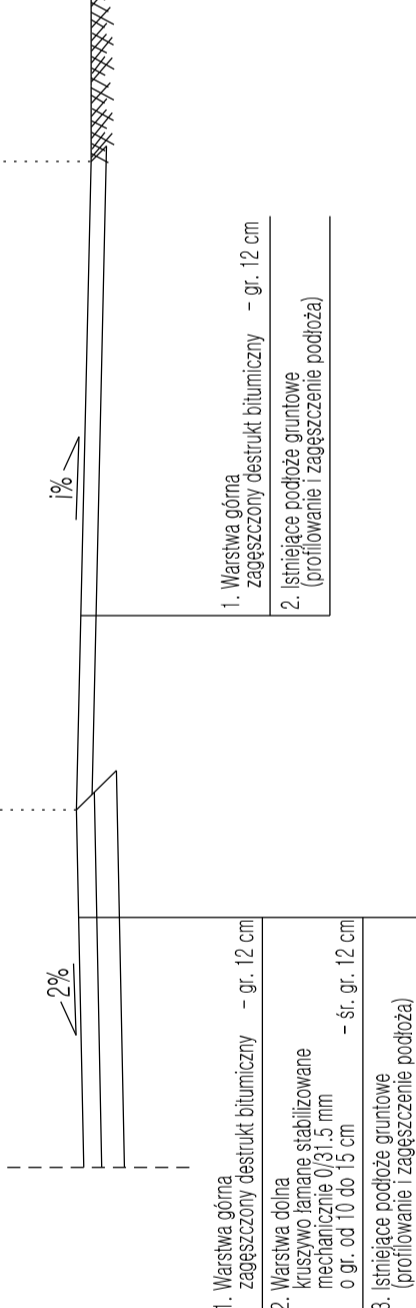 2%
i%
1. Warstwa górna
zagęszczony destrukt bitumiczny - gr. 12 cm
2. Warstwa dolna
kruszywo łamane stabilizowane
mechanicznie 0/31.5 mm
o gr. od 10 do 15 cm - śr. gr. 12 cm
3. Istniejące podłoże gruntowe
(profilowanie i zagęszczenie podłoża)
1. Warstwa górna
zagęszczony destrukt bitumiczny - gr. 12 cm
2. Istniejące podłoże gruntowe
(profilowanie i zagęszczenie podłoża)